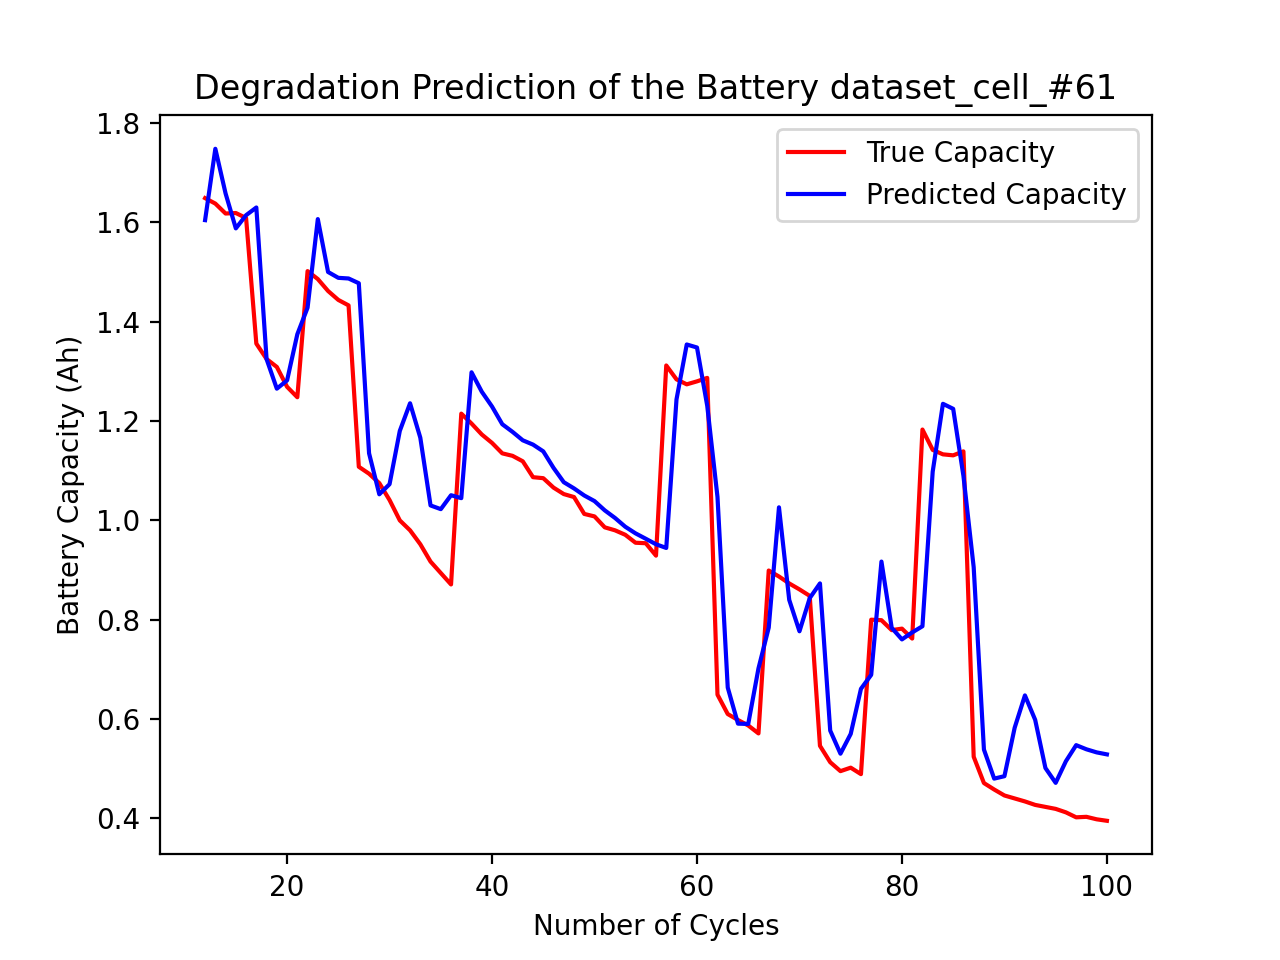 Degradation Prediction of the Battery dataset_cell_#61
True Capacity
Predicted Capacity
Battery Capacity (Ah)
1.8
1.6
1.4
1.2
1.0
0.8
0.6
0.4
20 40 60 80 100
Number of Cycles